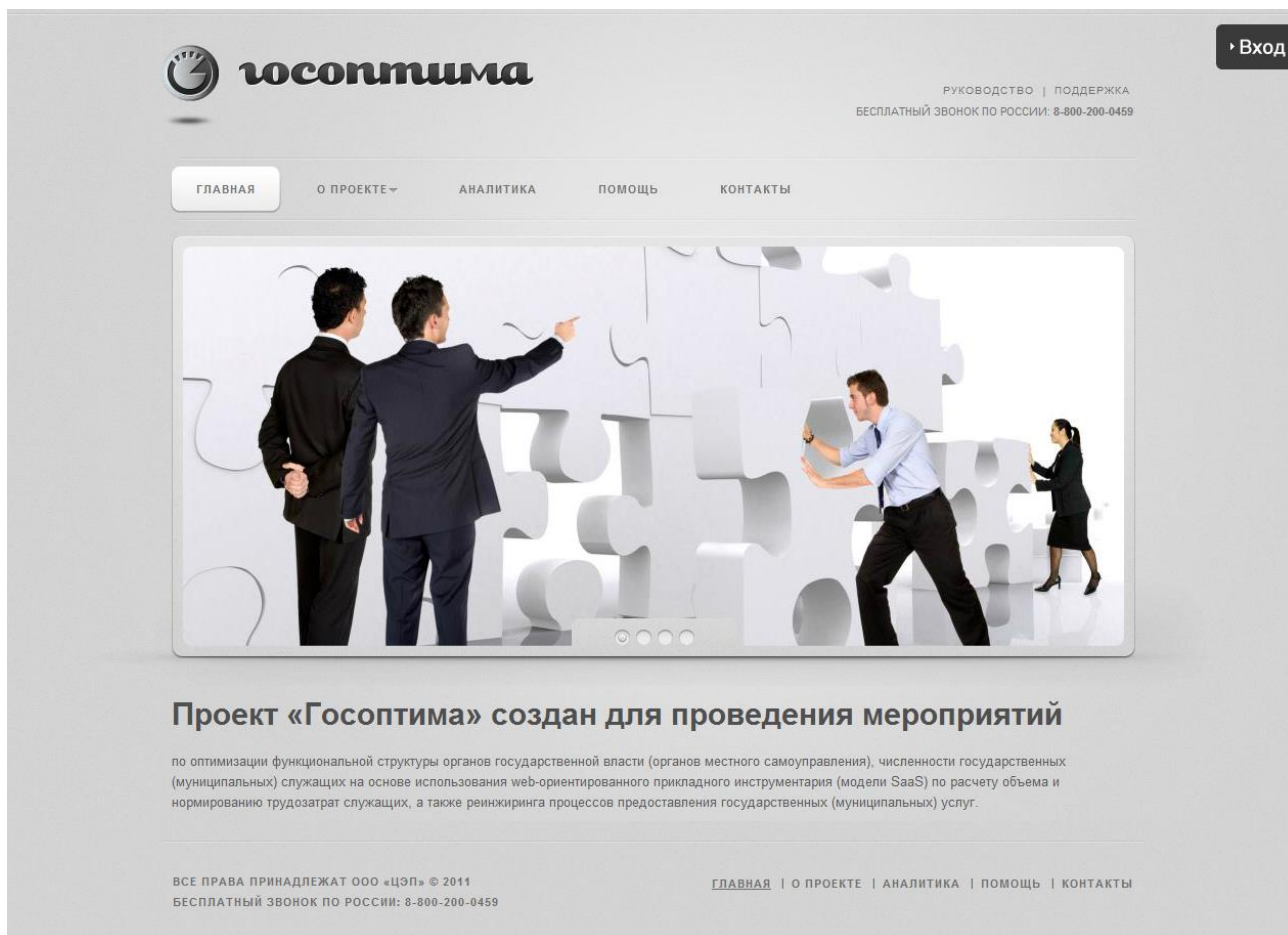 Вход
госоптима
РУКОВОДСТВО | ПОДДЕРЖКА
БЕСПЛАТНЫЙ ЗВОНОК ПО РОССИИ: 8-800-200-0459
ГЛАВНАЯ О ПРОЕКТЕ АНАЛИТИКА ПОМОЩЬ КОНТАКТЫ
Проект «Госоптима» создан для проведения мероприятий
по оптимизации функциональной структуры органов государственной власти (органов местного самоуправления), численности государственных
(муниципальных) служащих на основе использования web-ориентированного прикладного инструментария (модели SaaS) по расчету объема и
нормированию трудозатрат служащих, а также реинжиринга процессов предоставления государственных (муниципальных) услуг.
ВСЕ ПРАВА ПРИНАДЛЕЖАТ ООО «ЦЭП» © 2011
БЕСПЛАТНЫЙ ЗВОНОК ПО РОССИИ: 8-800-200-0459
ГЛАВНАЯ | О ПРОЕКТЕ | АНАЛИТИКА | ПОМОЩЬ | КОНТАКТЫ